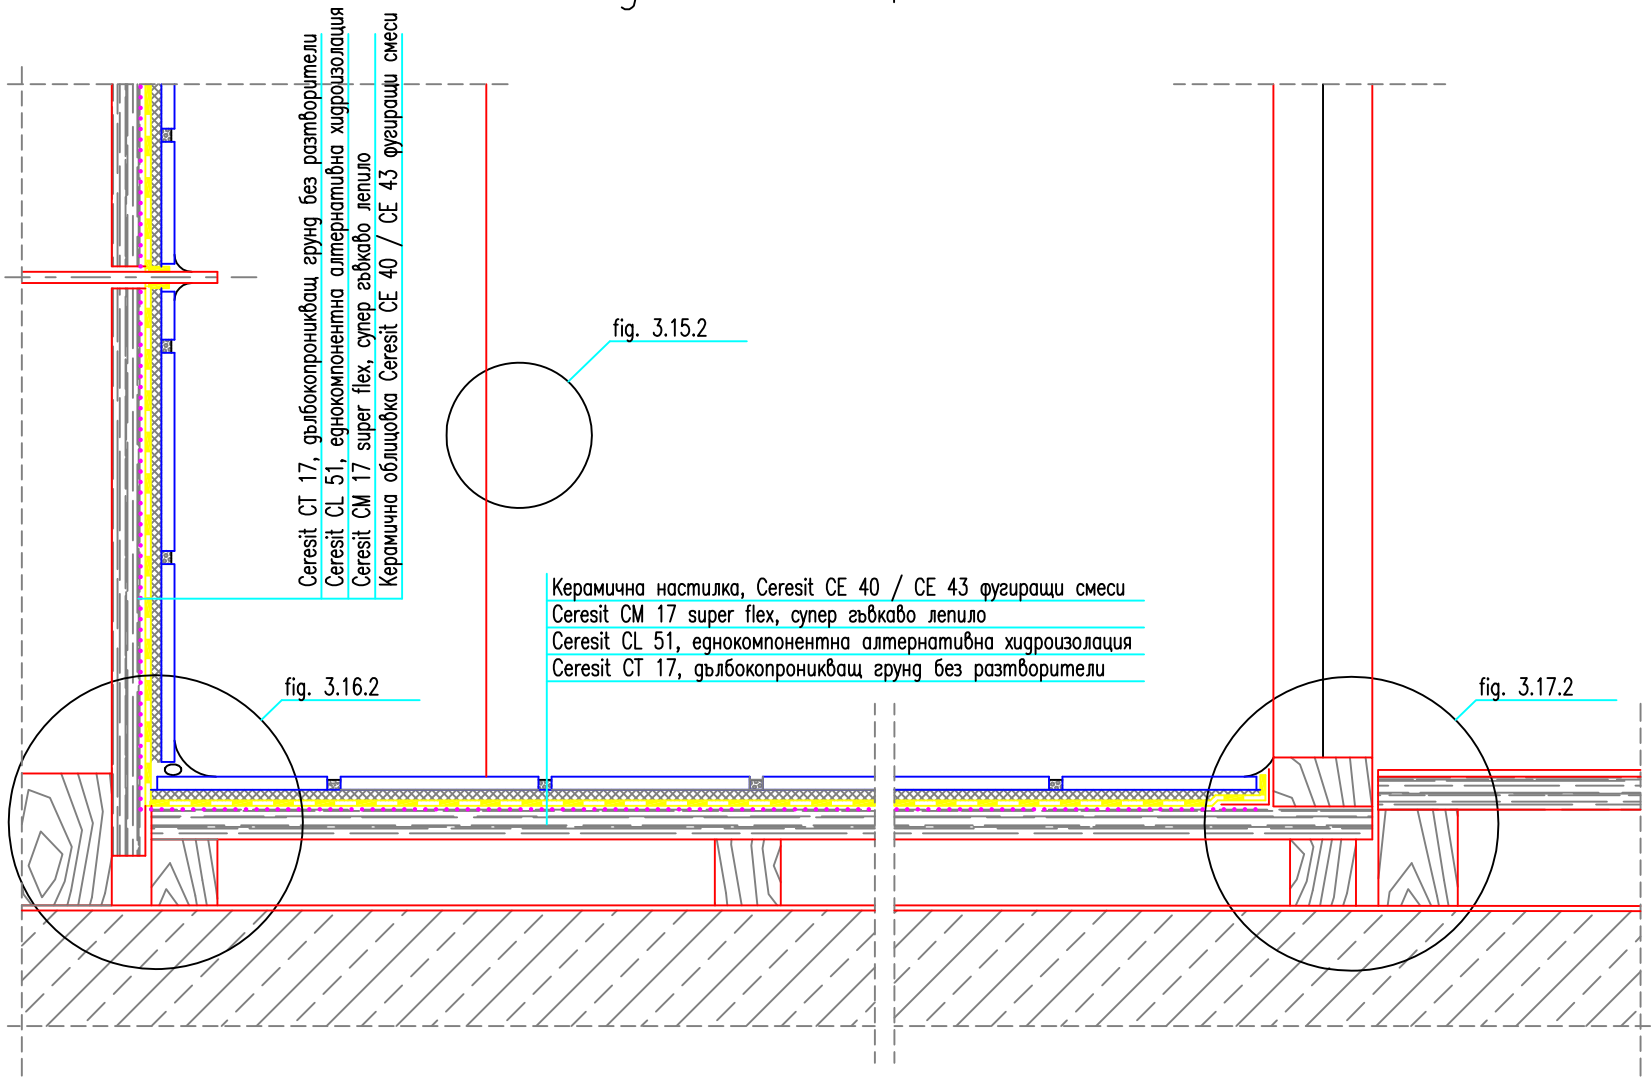 Ceresit CT 17, дълбокопроникващ грунд без разтворители
Ceresit CL 51, еднокомпонентна алтернативна хидроизолация
Ceresit CM 17 super flex, супер гъвкаво лепило
Керамична облицовка Ceresit CE 40 / CE 43 фугиращи смеси
fig. 3.15.2
Керамична настилка, Ceresit CE 40 / CE 43 фугиращи смеси
Ceresit CM 17 super flex, супер гъвкаво лепило
Ceresit CL 51, еднокомпонентна алтернативна хидроизолация
Ceresit CT 17, дълбокопроникващ грунд без разтворители
fig. 3.16.2
fig. 3.17.2